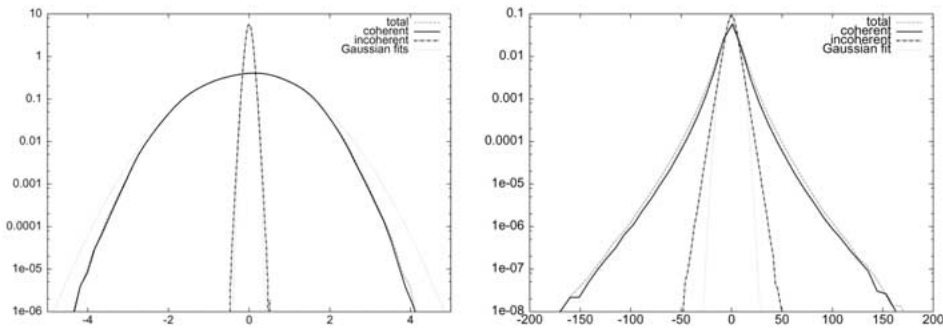 10
1
0.1
0.01
0.001
0.0001
1e-05
1e-06
-4
-2
0
2
4
total
coherent
incoherent
Gaussian fits
0.1
0.01
0.001
0.0001
1e-05
1e-06
1e-07
1e-08
-200
-150
-100
-50
0
50
100
150
200
total
coherent
incoherent
Gaussian fit